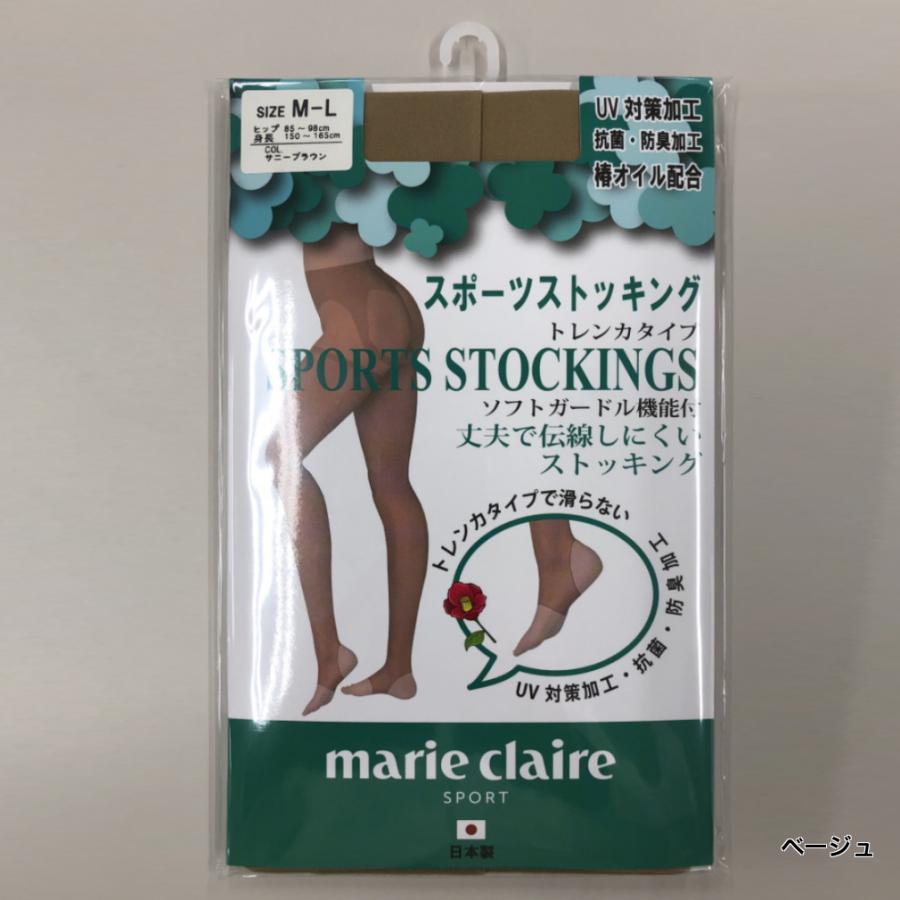 SIZE M-L
ヒップ 85～98cm
身長 150～165cm
COL.
サニーブラウン
UV 対策加工
抗菌・防臭加工
椿オイル配合
スポーツストッキング
トレンカタイプ
SPORTS STOCKINGS
ソフトガードル機能付
丈夫で伝線しにくい
ストッキング
トレンカタイプで滑らない
UV 対策加工・抗菌・防臭加工
marie claire
SPORT
日本製
ベージュ